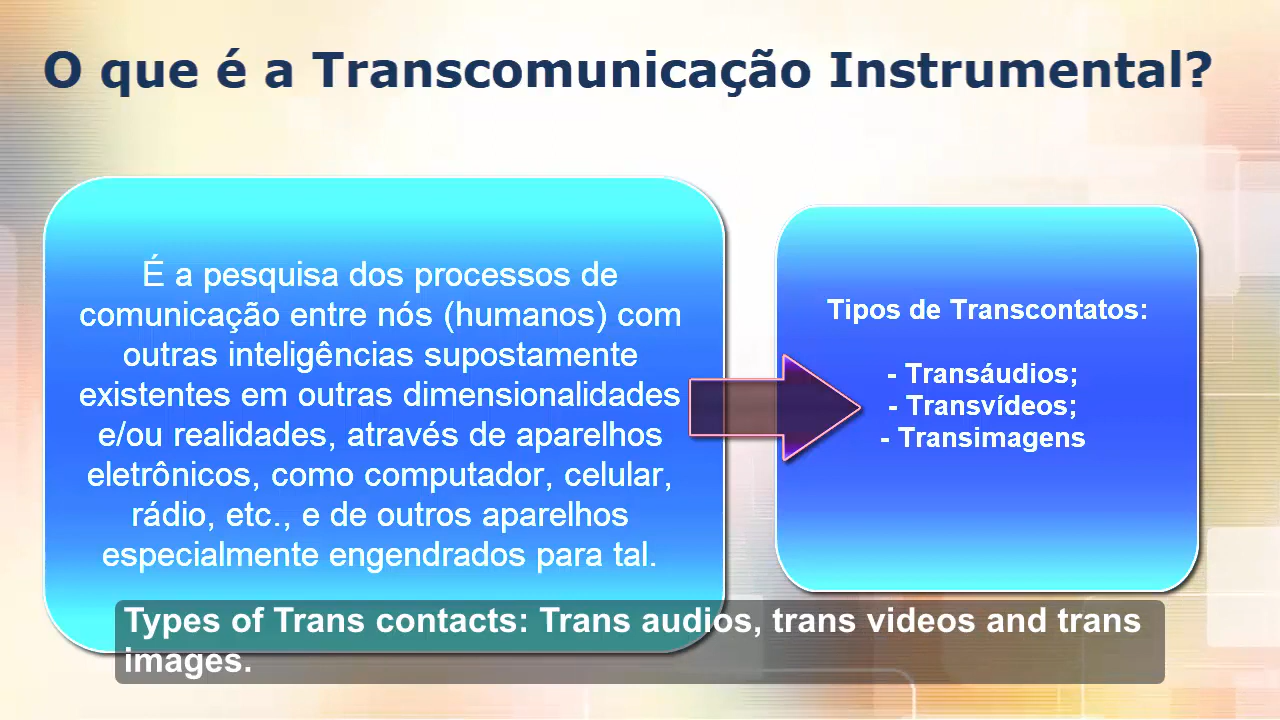 O que é a Transcomunicação Instrumental?
É a pesquisa dos processos de
comunicação entre nós (humanos) com
outras inteligências supostamente
existentes em outras dimensionalidades
e/ou realidades, através de aparelhos
eletrônicos, como computador, celular,
rádio, etc., e de outros aparelhos
especialmente engendrados para tal.
Tipos de Transcontatos:
- Transáudios;
- Transvídeos;
- Transimagens
Types of Trans contacts: Trans audios, trans videos and trans
images.